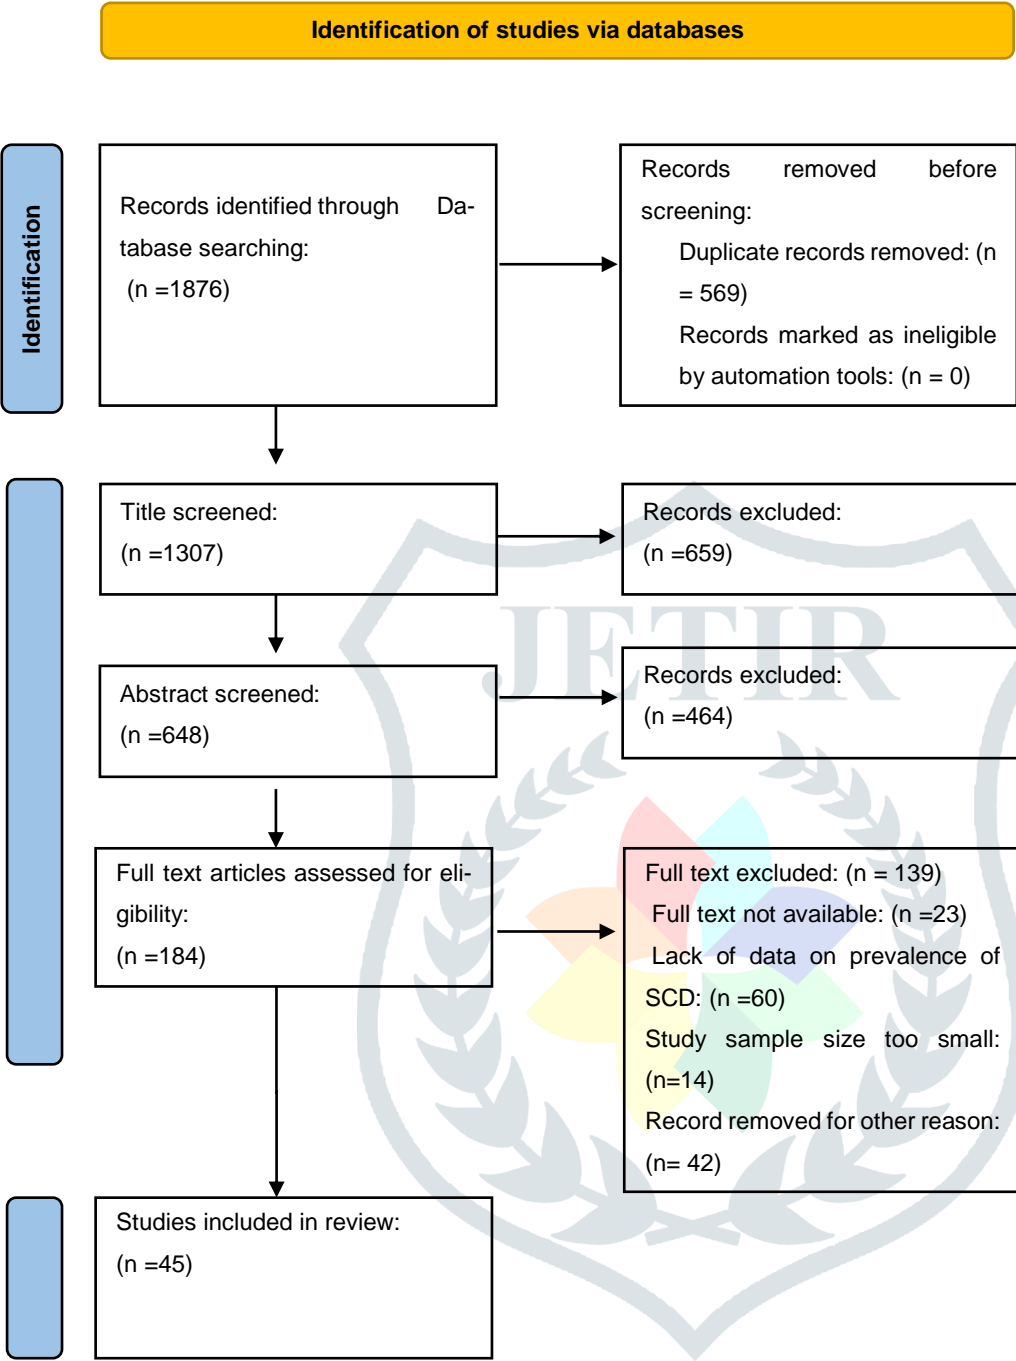 Identification of studies via databases
Identification
Records identified through Da-
tabase searching:
(n =1876)
Records removed before
screening:
Duplicate records removed: (n
= 569)
Records marked as ineligible
by automation tools: (n = 0)
Title screened:
(n =1307)
Records excluded:
(n =659)
Abstract screened:
(n =648)
Records excluded:
(n =464)
Full text articles assessed for eli-
gibility:
(n =184)
Full text excluded: (n = 139)
Full text not available: (n =23)
Lack of data on prevalence of
SCD: (n =60)
Study sample size too small:
(n=14)
Record removed for other reason:
(n= 42)
Studies included in review:
(n =45)
JETIR